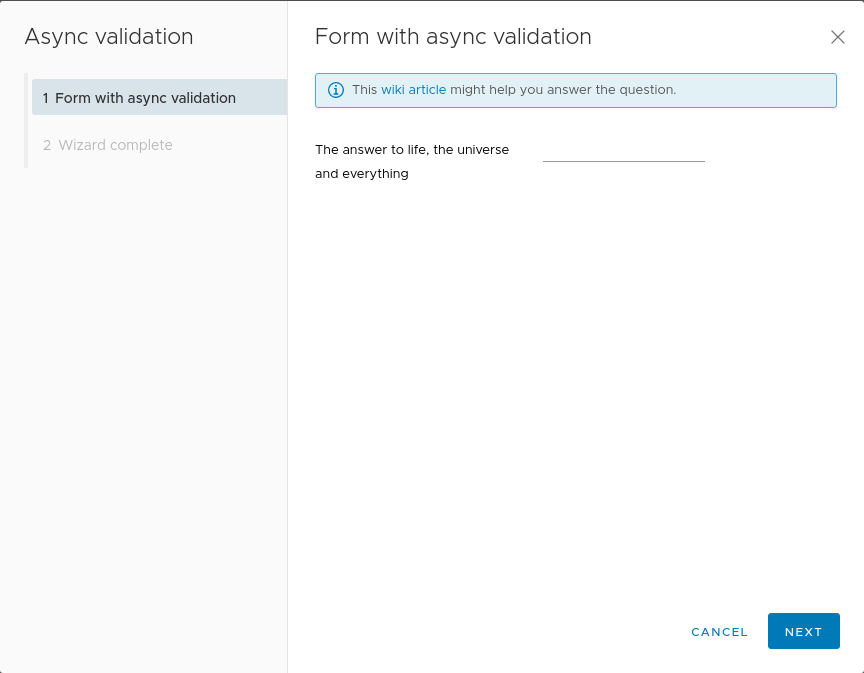 Async validation
1 Form with async validation
2 Wizard complete
Form with async validation
This wiki article might help you answer the question.
The answer to life, the universe
and everything
CANCEL
NEXT